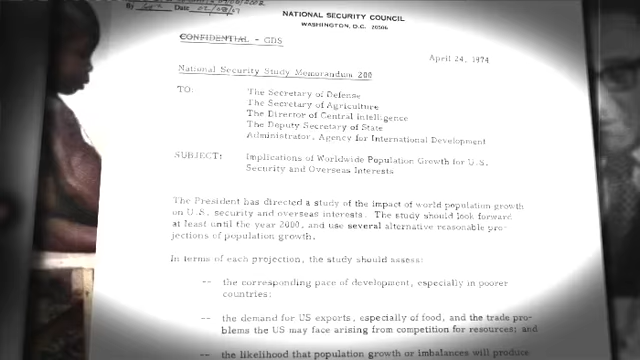 By
Date
NATIONAL SECURITY COUNCIL
WASHINGTON, D.C. 20506
CONFIDENTIAL - GDS
April 24, 1974
National Security Study Memorandum 200
TO: The Secretary of Defense
The Secretary of Agriculture
The Director of Central Intelligence
The Deputy Secretary of State
Administrator, Agency for International Development
SUBJECT: Implications of Worldwide Population Growth for U.S.
Security and Overseas Interests
The President has directed a study of the impact of world population growth
on U.S. security and overseas interests. The study should look forward
at least until the year 2000, and use several alternative reasonable pro-
jections of population growth.
In terms of each projection, the study should assess:
-- the corresponding pace of development, especially in poorer
countries;
-- the demand for US exports, especially of food, and the trade pro-
blems the US may face arising from competition for resources; and
-- the likelihood that population growth or imbalances will produce